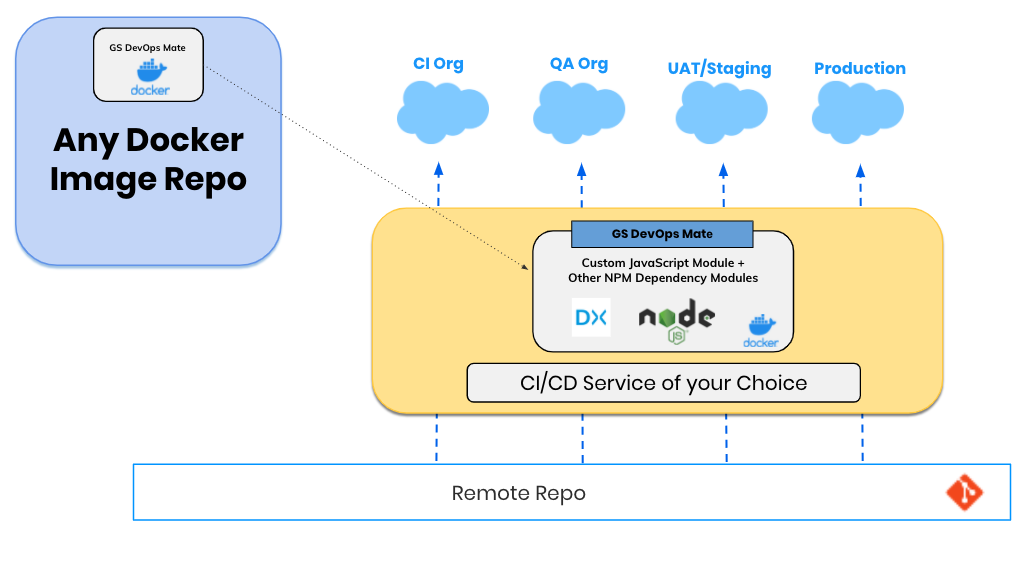 GS DevOps Mate
docker
Any Docker
Image Repo
CI Org
QA Org
UAT/Staging
Production
GS DevOps Mate
Custom JavaScript Module +
Other NPM Dependency Modules
DX
node
JS
docker
CI/CD Service of your Choice
Remote Repo